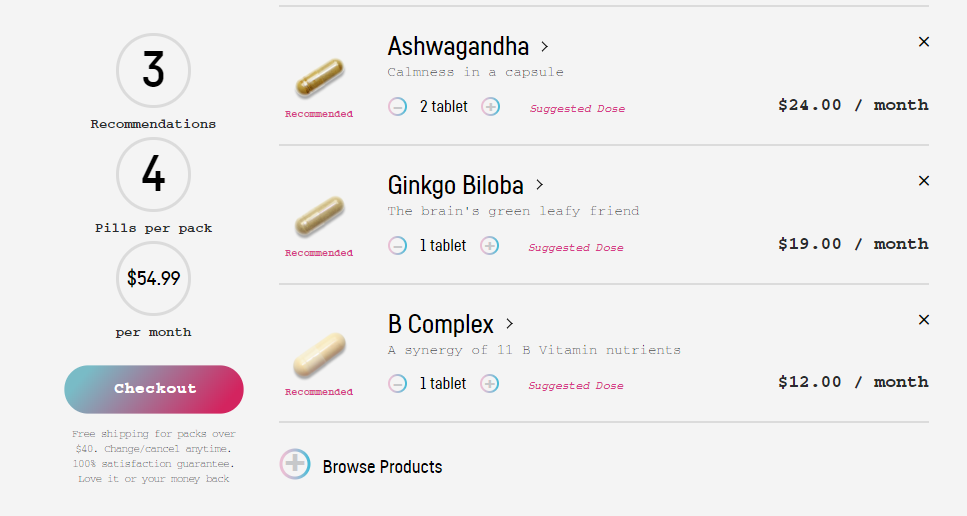 3
Recommendations
4
Pills per pack
$54.99
per month
Checkout
Free shipping for packs over
$40. Change/cancel anytime.
100% satisfaction guarantee.
Love it or your money back
Ashwagandha
Calmness in a capsule
Recommended
2 tablet
Suggested Dose
$24.00 / month
Ginkgo Biloba
The brain's green leafy friend
Recommended
1 tablet
Suggested Dose
$19.00 / month
B Complex
A synergy of 11 B Vitamin nutrients
Recommended
1 tablet
Suggested Dose
$12.00 / month
Browse Products